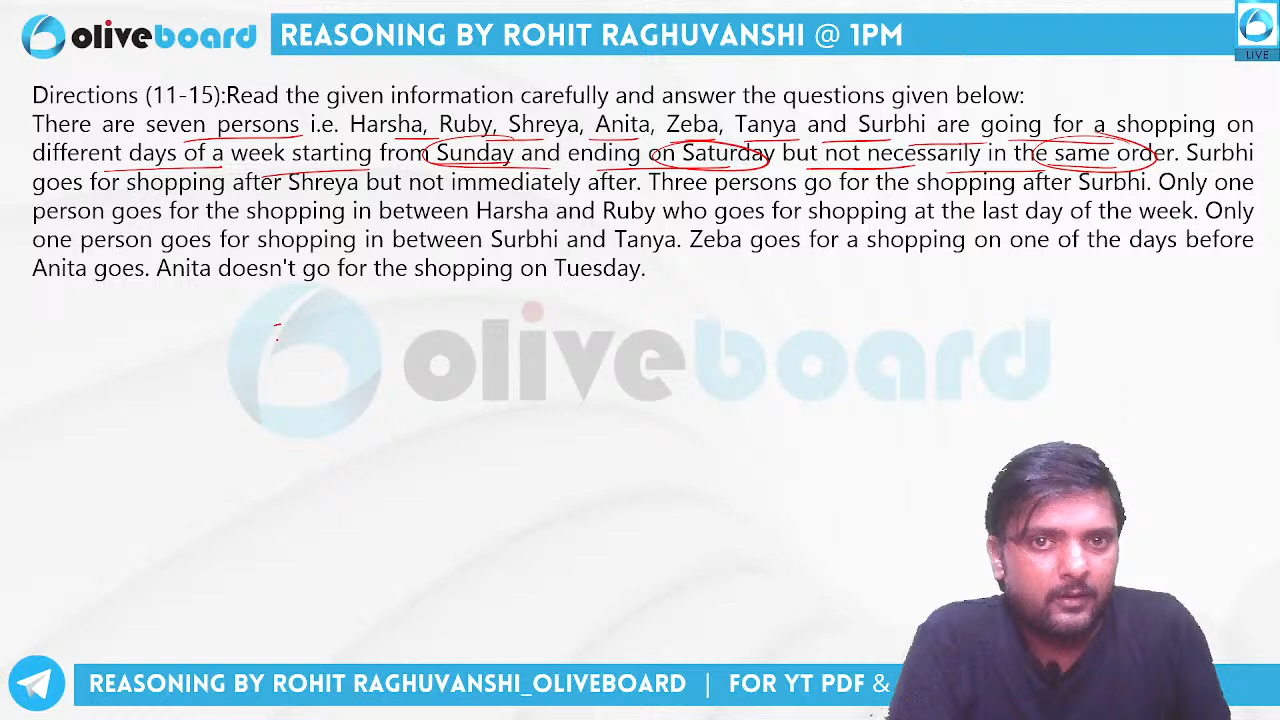 oliveboard REASONING BY ROHIT RAGHUVANSHI @ 1PM
LIVE
Directions (11-15):Read the given information carefully and answer the questions given below:
There are seven persons i.e. Harsha, Ruby, Shreya, Anita, Zeba, Tanya and Surbhi are going for a shopping on
different days of a week starting from Sunday and ending on Saturday but not necessarily in the same order. Surbhi
goes for shopping after Shreya but not immediately after. Three persons go for the shopping after Surbhi. Only one
person goes for the shopping in between Harsha and Ruby who goes for shopping at the last day of the week. Only
one person goes for shopping in between Surbhi and Tanya. Zeba goes for a shopping on one of the days before
Anita goes. Anita doesn't go for the shopping on Tuesday.
oliveboard
REASONING BY ROHIT RAGHUVANSHI_OLIVEBOARD | FOR YT PDF &